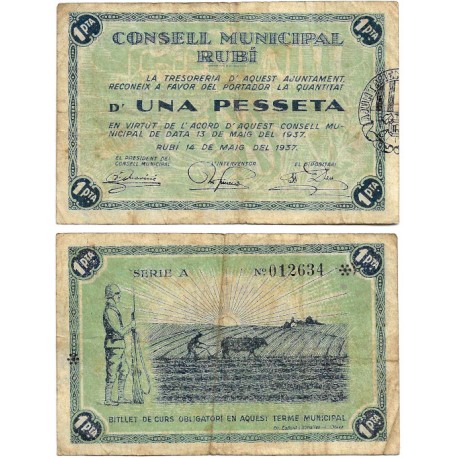 1 PTA
1 PTA
CONSELL MUNICIPAL
RUBÍ
LA TRESORERIA D' AQUEST AJUNTAMENT,
RECONEIX A FAVOR DEL PORTADOR LA QUANTITAT
D' UNA PESSETA
EN VIRTUT DE L'ACORD D'AQUEST CONSELL MU-
NICIPAL DE DATA 13 DE MAIG DEL 1937.
RUBI 14 DE MAIG DEL 1937.
EL PRESIDENT DEL
CONSELL MUNICIPAL
L'INTERVENTOR
EL DIPOSITARI
1 PTA
1 PTA
1 PTA
1 PTA
SERIE A
Nº 012634
BITLLET DE CURS OBLIGATORI EN AQUEST TERME MUNICIPAL
1 PTA
1 PTA